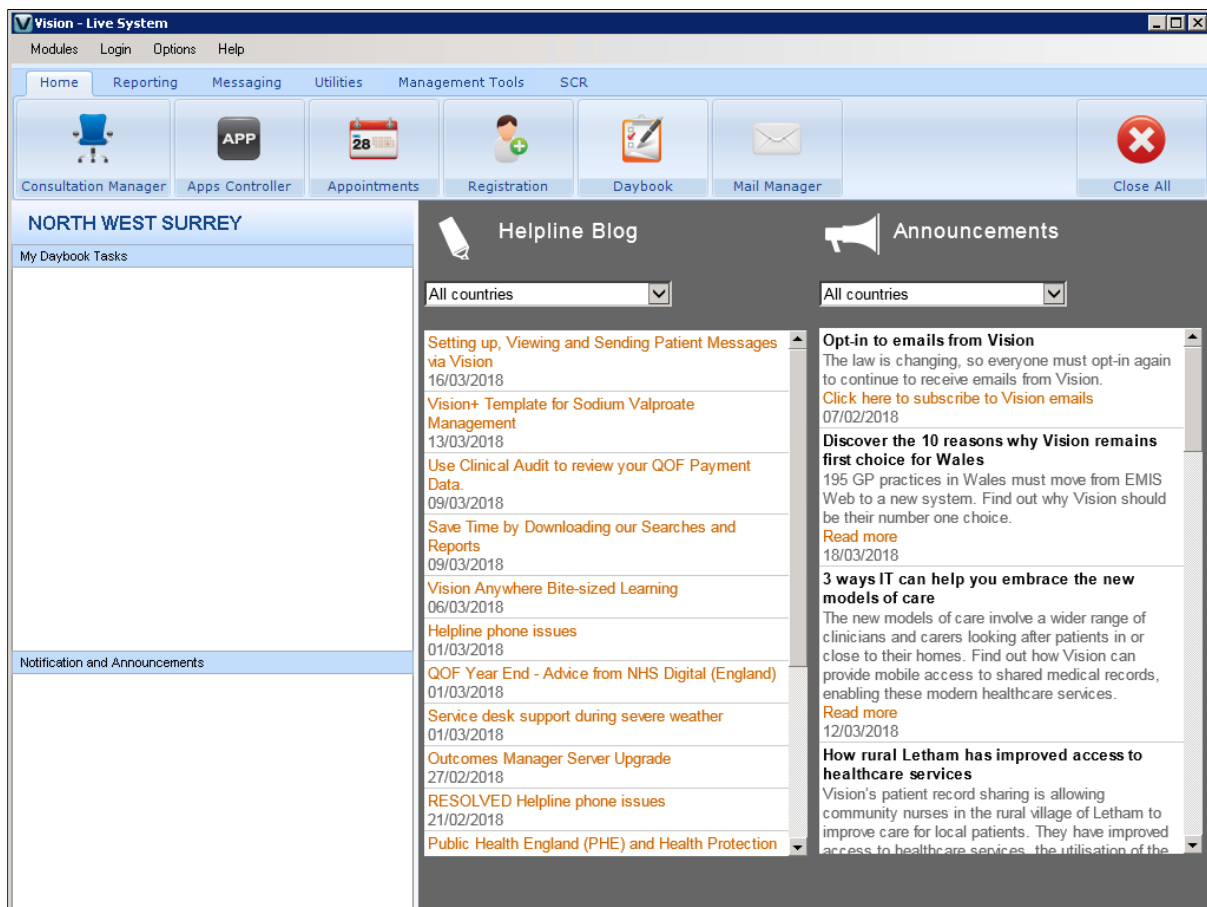 Vision - Live System
Modules Login Options Help
Home Reporting Messaging Utilities Management Tools SCR
APP
28
Consultation Manager Apps Controller Appointments Registration Daybook Mail Manager Close All
NORTH WEST SURREY
My Daybook Tasks
Notification and Announcements
Helpline Blog
All countries
Setting up, Viewing and Sending Patient Messages
via Vision
16/03/2018
Vision+ Template for Sodium Valproate
Management
13/03/2018
Use Clinical Audit to review your QOF Payment
Data.
09/03/2018
Save Time by Downloading our Searches and
Reports
09/03/2018
Vision Anywhere Bite-sized Learning
06/03/2018
Helpline phone issues
01/03/2018
QOF Year End - Advice from NHS Digital (England)
01/03/2018
Service desk support during severe weather
01/03/2018
Outcomes Manager Server Upgrade
27/02/2018
RESOLVED Helpline phone issues
21/02/2018
Public Health England (PHE) and Health Protection
Announcements
All countries
Opt-in to emails from Vision
The law is changing, so everyone must opt-in again
to continue to receive emails from Vision.
Click here to subscribe to Vision emails
07/02/2018
Discover the 10 reasons why Vision remains
first choice for Wales
195 GP practices in Wales must move from EMIS
Web to a new system. Find out why Vision should
be their number one choice.
Read more
18/03/2018
3 ways IT can help you embrace the new
models of care
The new models of care involve a wider range of
clinicians and carers looking after patients in or
close to their homes. Find out how Vision can
provide mobile access to shared medical records,
enabling these modern healthcare services.
Read more
12/03/2018
How rural Letham has improved access to
healthcare services
Vision's patient record sharing is allowing
community nurses in the rural village of Letham to
improve care for local patients. They have improved
access to healthcare services, the utilisation of the